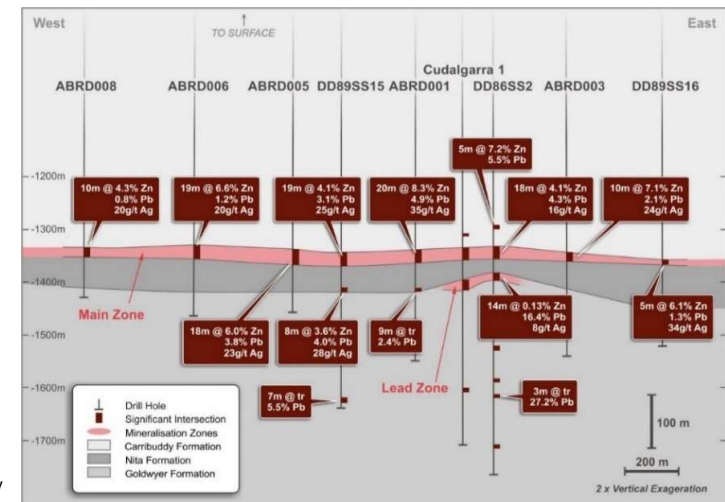 West
East
TO SURFACE
Cudalgarra 1
ABRD008
ABRD006
ABRD005
DD89SS15
ABRD001
DD86SS2
ABRD003
DD89SS16
5m @ 7.2% Zn
5.5% Pb
-1200m
10m @ 4.3% Zn
0.8% Pb
20g/t Ag
19m @ 6.6% Zn
1.2% Pb
20g/t Ag
19m @ 4.1% Zn
3.1% Pb
25g/t Ag
20m @ 8.3% Zn
4.9% Pb
35g/t Ag
18m @ 4.1% Zn
4.3% Pb
16g/t Ag
10m @ 7.1% Zn
2.1% Pb
24g/t Ag
-1300m
-1400m
Main Zone
18m @ 6.0% Zn
3.8% Pb
23g/t Ag
8m @ 3.6% Zn
4.0% Pb
28g/t Ag
9m @ tr
2.4% Pb
14m @ 0.13% Zn
16.4% Pb
8g/t Ag
5m @ 6.1% Zn
1.3% Pb
34g/t Ag
-1500m
Lead Zone
-1600m
7m @ tr
5.5% Pb
3m @ tr
27.2% Pb
-1700m
Drill Hole
Significant Intersection
Mineralisation Zones
Carribuddy Formation
Nita Formation
Goldwyer Formation
100 m
200 m
2 x Vertical Exageration